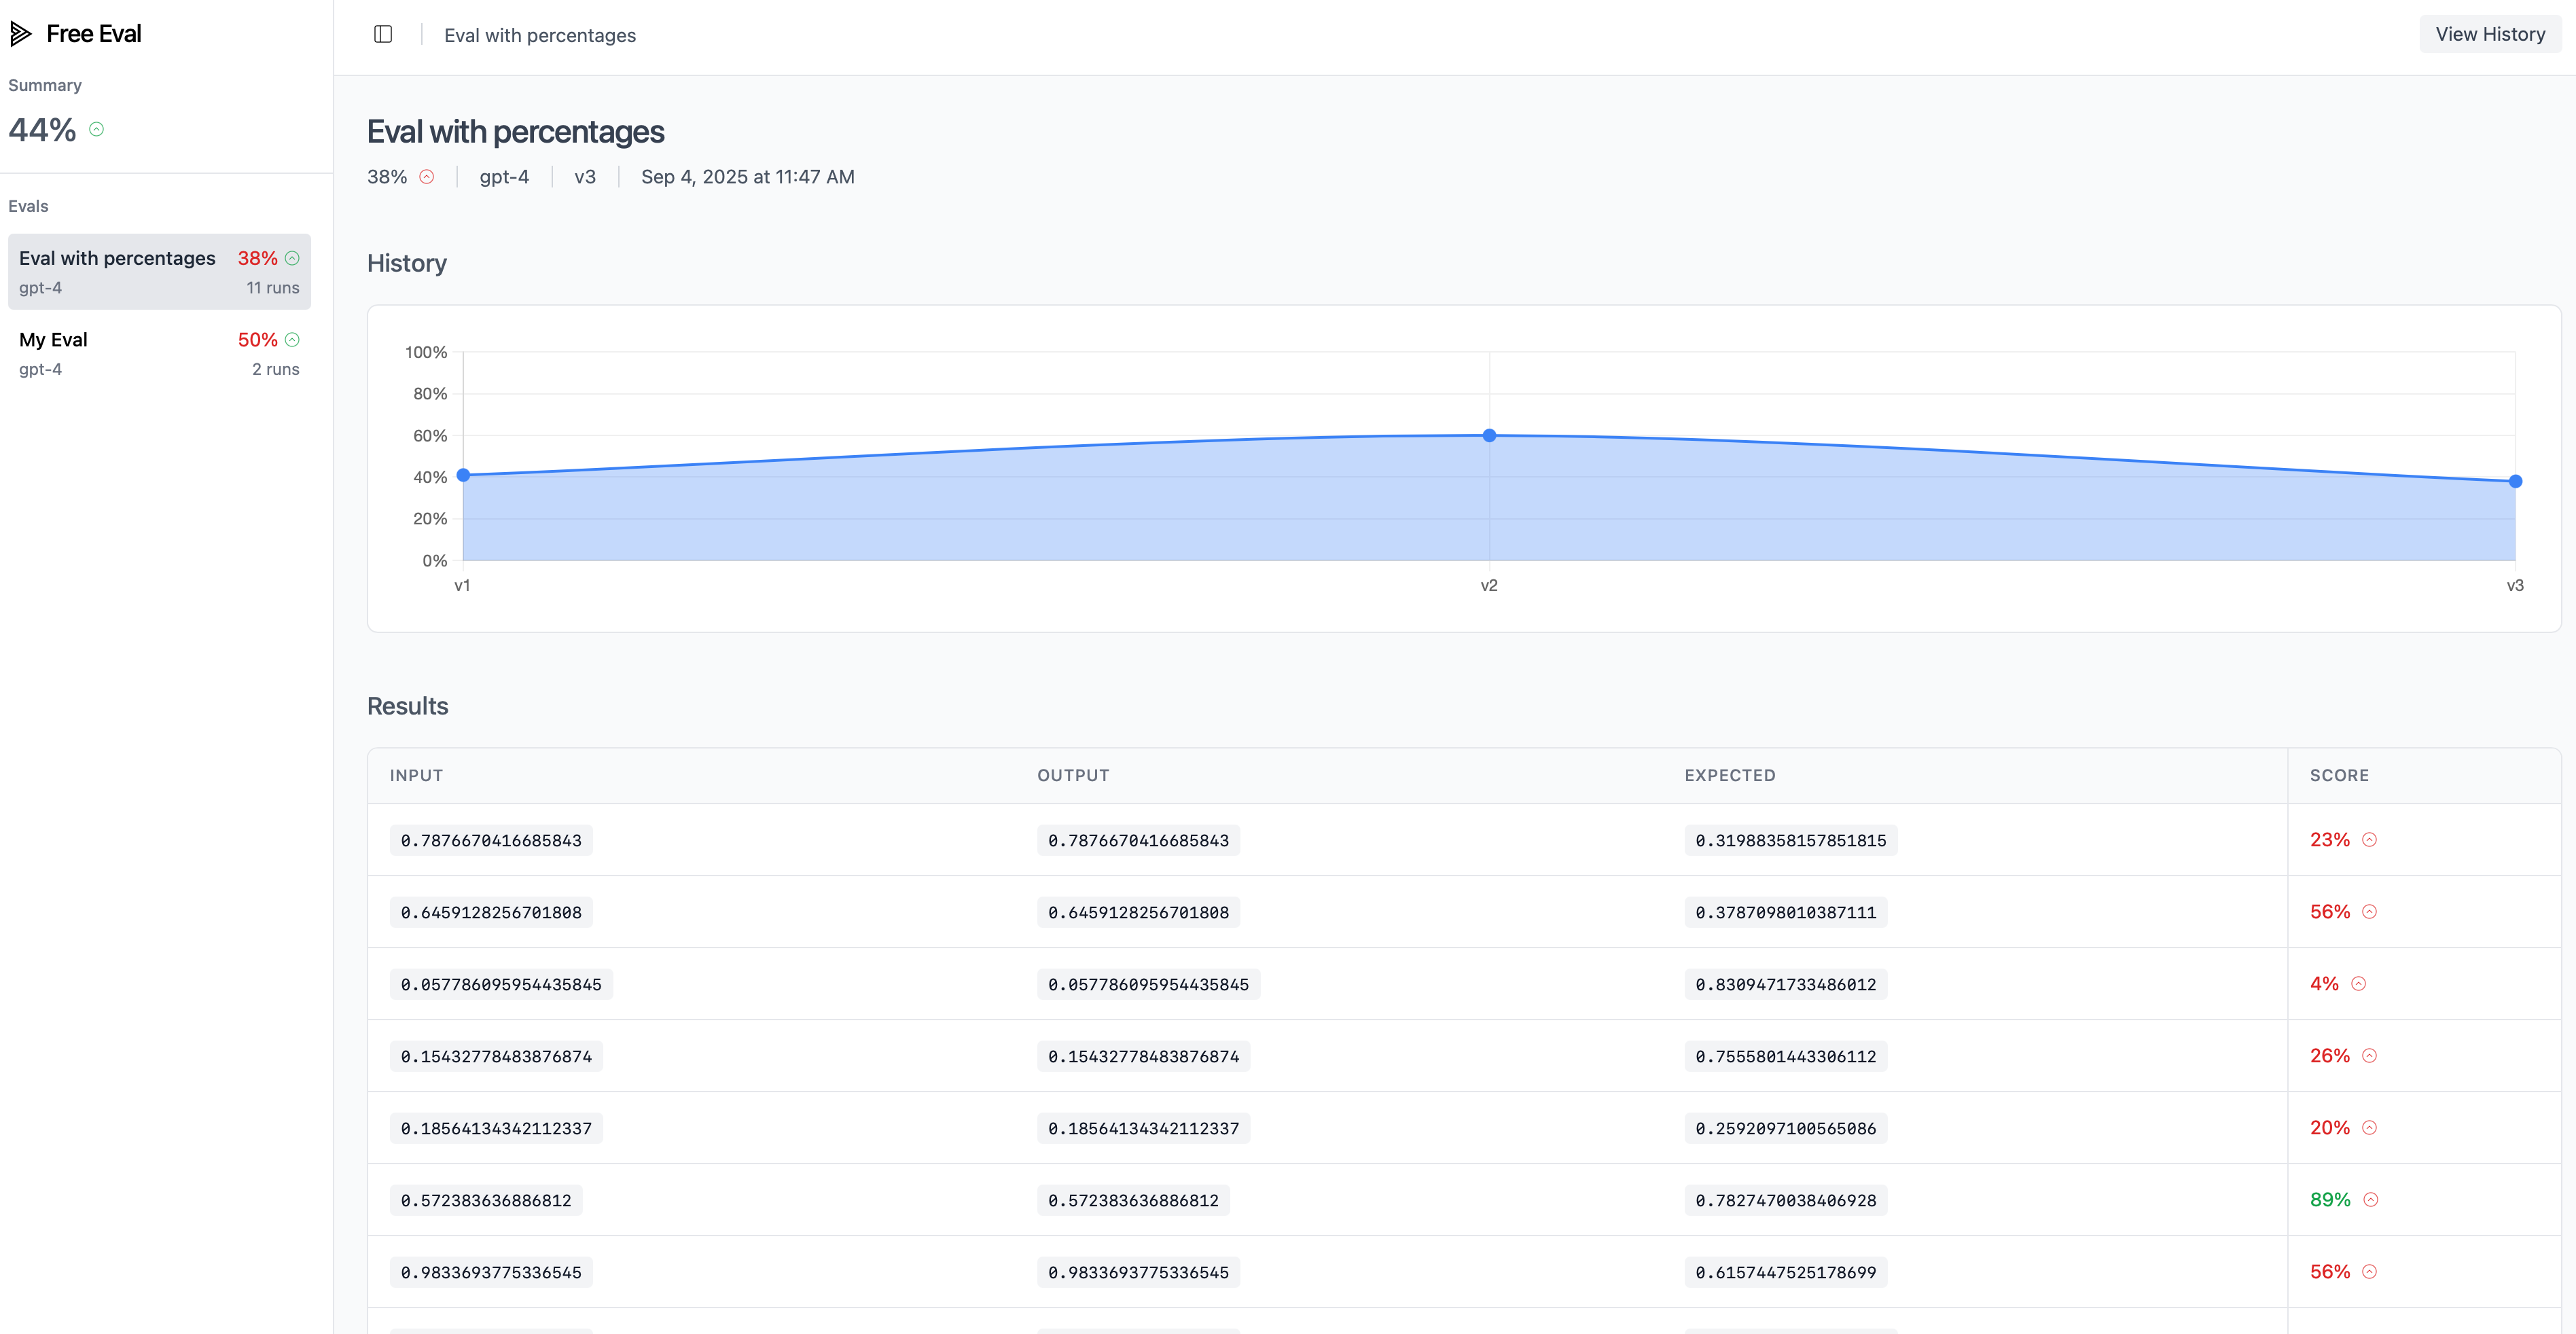 Free Eval
Summary
44%
Evals
Eval with percentages 38%
gpt-4 11 runs
My Eval 50%
gpt-4 2 runs
Eval with percentages
View History
Eval with percentages
38% gpt-4 v3 Sep 4, 2025 at 11:47 AM
History
100%
80%
60%
40%
20%
0%
v1 v2 v3
Results
INPUT OUTPUT EXPECTED SCORE
0.7876670416685843 0.7876670416685843 0.31988358157851815 23%
0.6459128256701808 0.6459128256701808 0.3787098010387111 56%
0.057786095954435845 0.057786095954435845 0.8309471733486012 4%
0.15432778483876874 0.15432778483876874 0.7555801443306112 26%
0.18564134342112337 0.18564134342112337 0.2592097100565086 20%
0.572383636886812 0.572383636886812 0.7827470038406928 89%
0.9833693775336545 0.9833693775336545 0.6157447525178699 56%